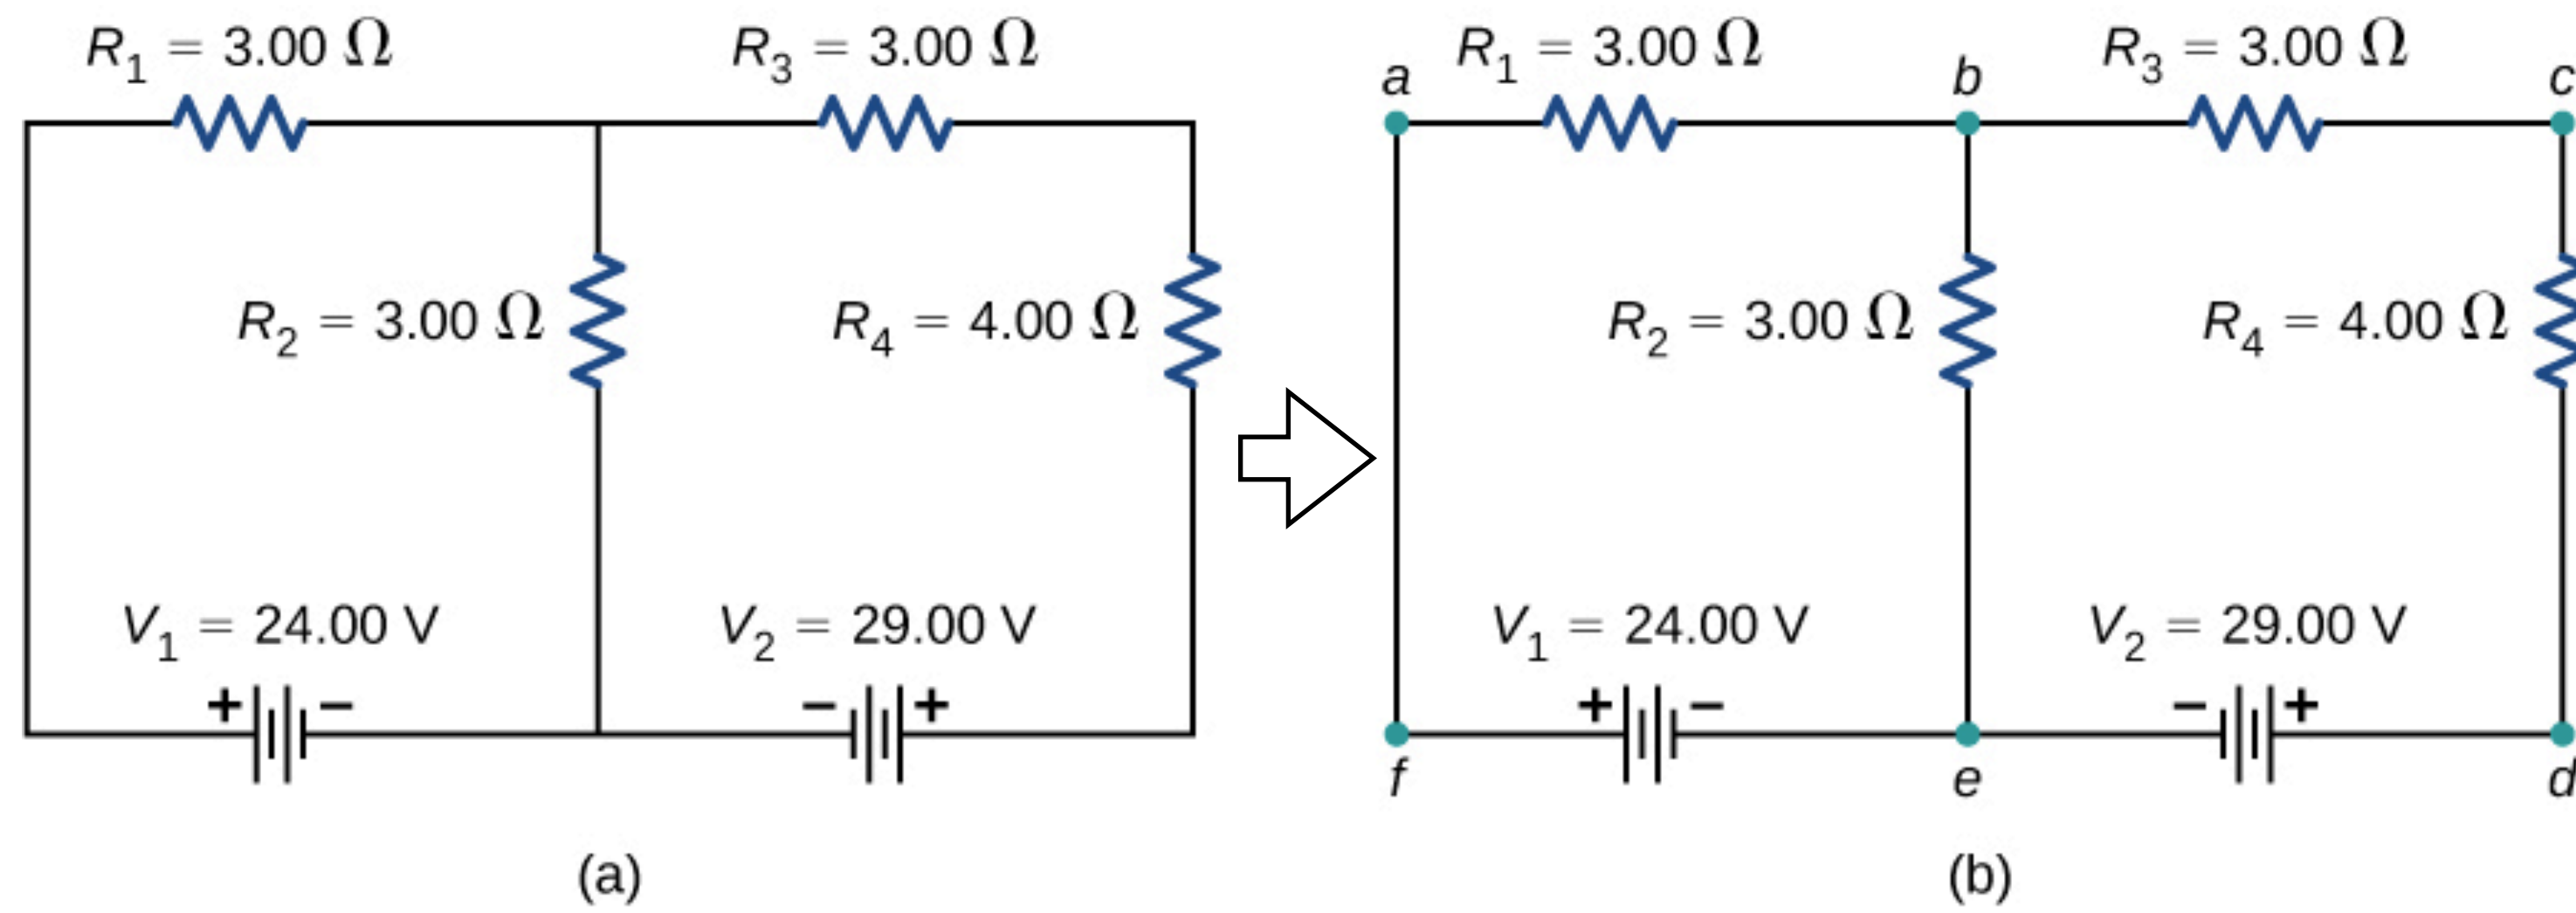 R₁ = 3.00 Ω
R₃ = 3.00 Ω
R₂ = 3.00 Ω
R₄ = 4.00 Ω
V₁ = 24.00 V
V₂ = 29.00 V
+ −
− +
(a)
a
R₁ = 3.00 Ω
b
R₃ = 3.00 Ω
c
R₂ = 3.00 Ω
R₄ = 4.00 Ω
V₁ = 24.00 V
V₂ = 29.00 V
+ −
− +
f
e
d
(b)